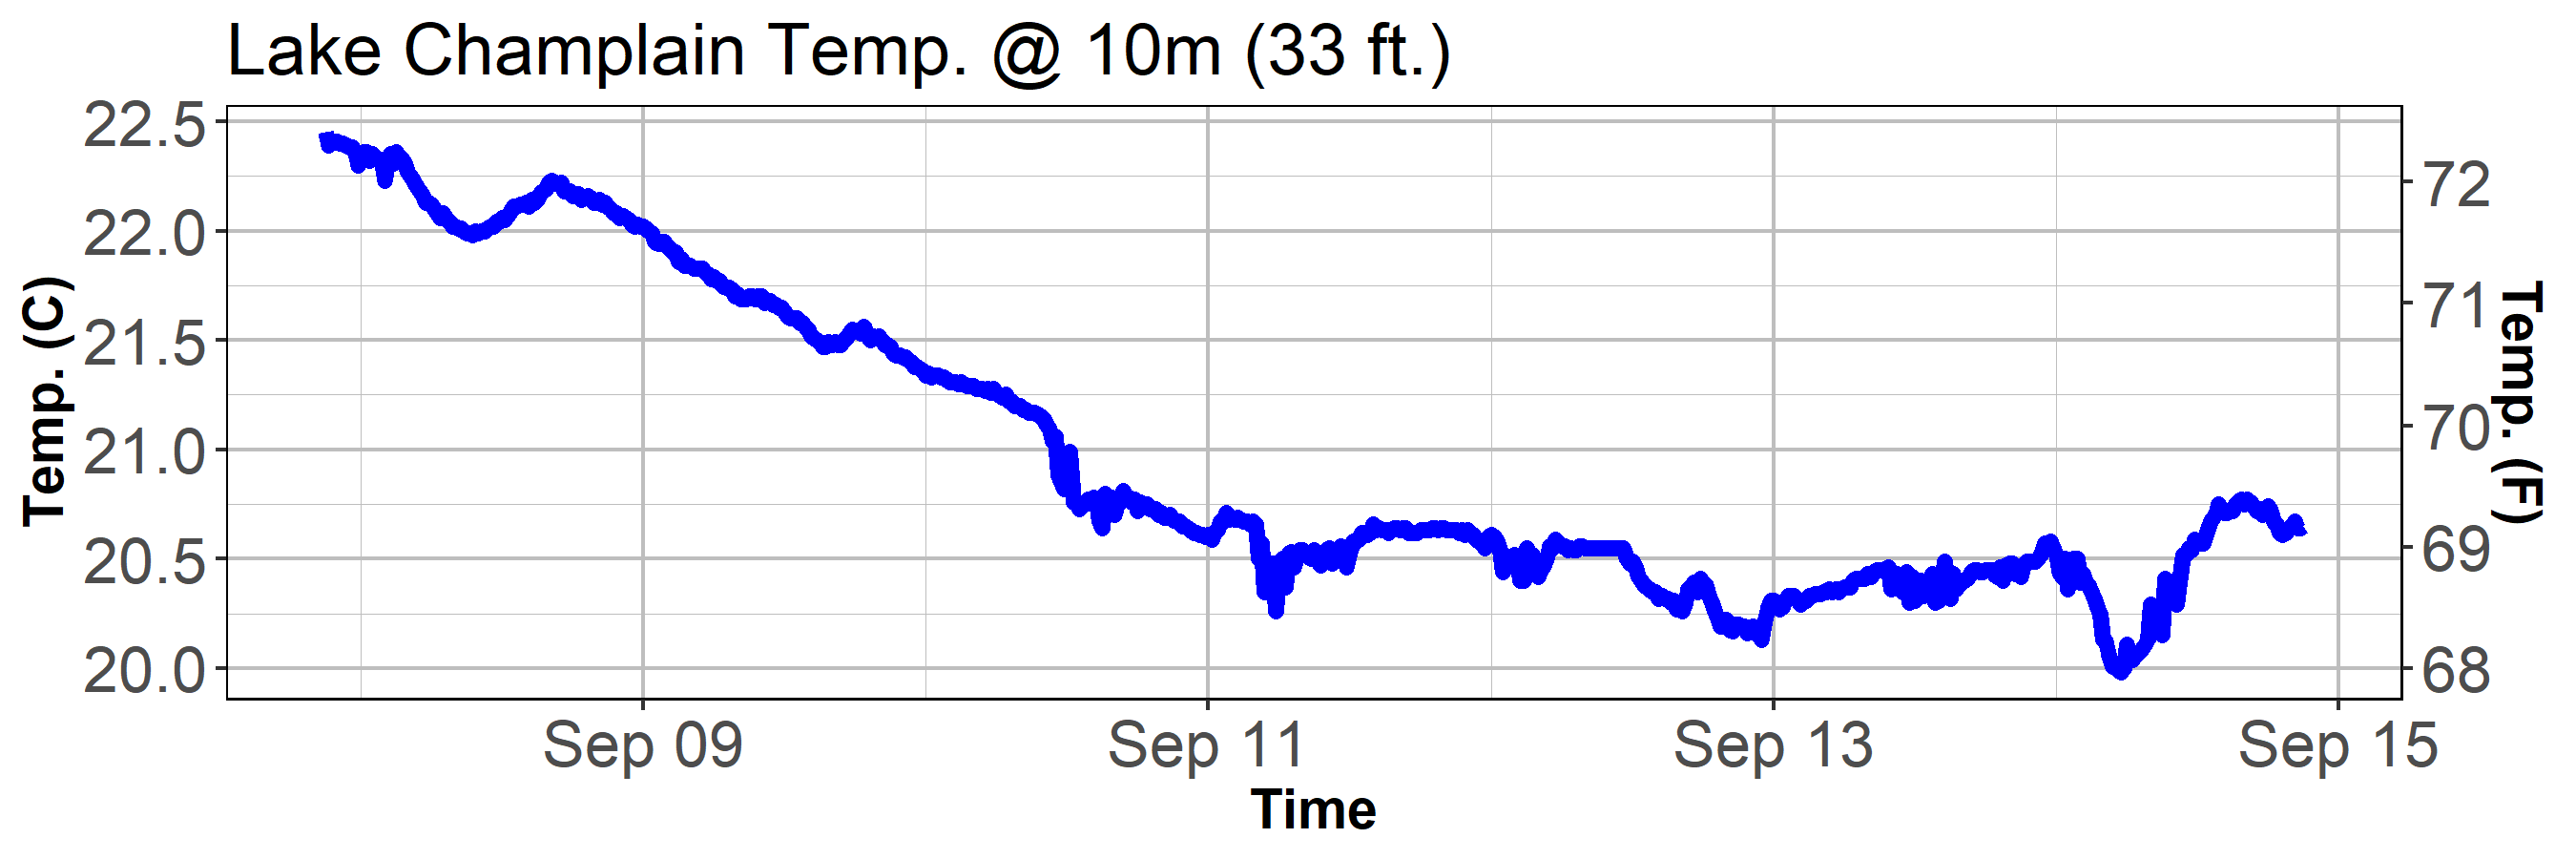 Lake Champlain Temp. @ 10m (33 ft.)
22.5
22.0
21.5
21.0
20.5
20.0
Temp. (C)
72
71
70
69
68
Temp. (F)
Sep 09 Sep 11 Sep 13 Sep 15
Time